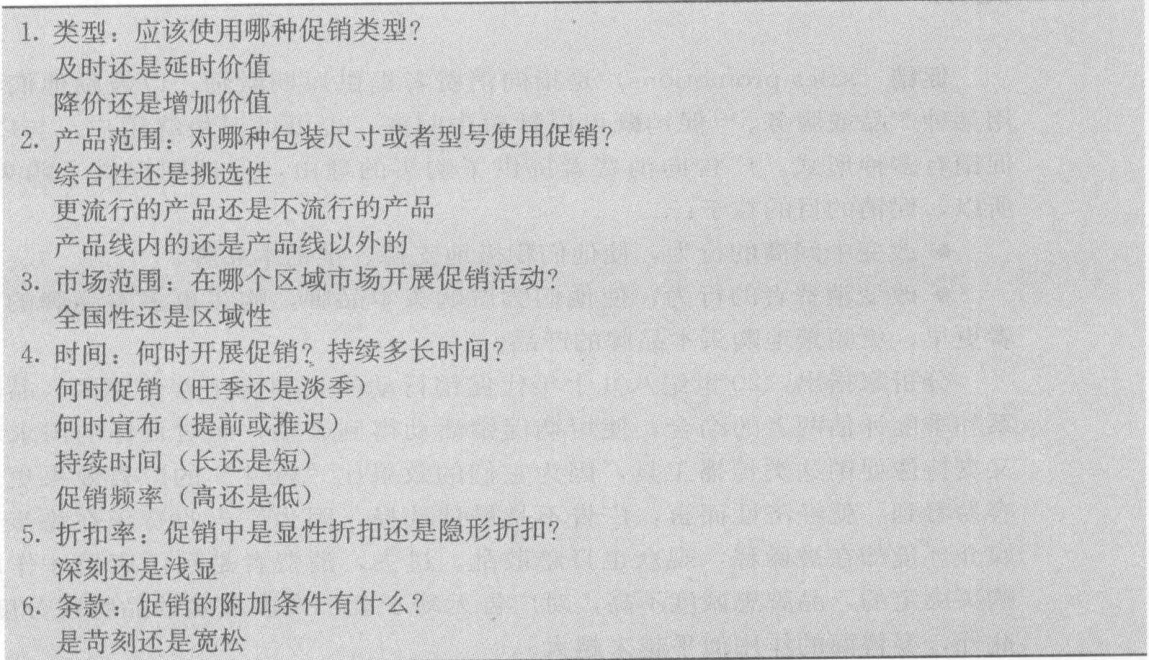 1. 类型：应该使用哪种促销类型？
及时还是延时价值
降价还是增加价值
2. 产品范围：对哪种包装尺寸或者型号使用促销？
综合性还是挑选性
更流行的产品还是不流行的产品
产品线内的还是产品线以外的
3. 市场范围：在哪个区域市场开展促销活动？
全国性还是区域性
4. 时间：何时开展促销？持续多长时间？
何时促销（旺季还是淡季）
何时宣布（提前或推迟）
持续时间（长还是短）
促销频率（高还是低）
5. 折扣率：促销中是显性折扣还是隐形折扣？
深刻还是浅显
6. 条款：促销的附加条件有什么？
是苛刻还是宽松